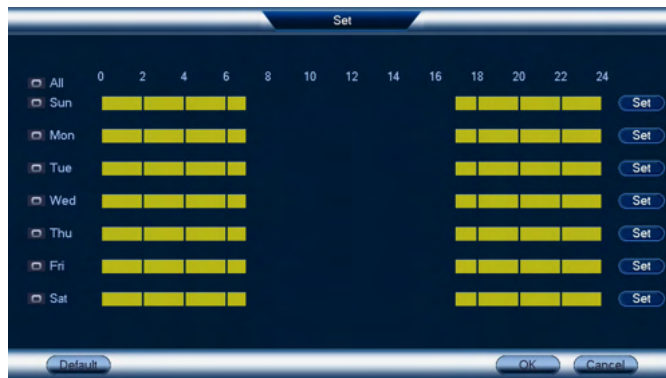 Set
All 0 2 4 6 8 10 12 14 16 18 20 22 24
Sun Set
Mon Set
Tue Set
Wed Set
Thu Set
Fri Set
Sat Set
Default OK Cancel